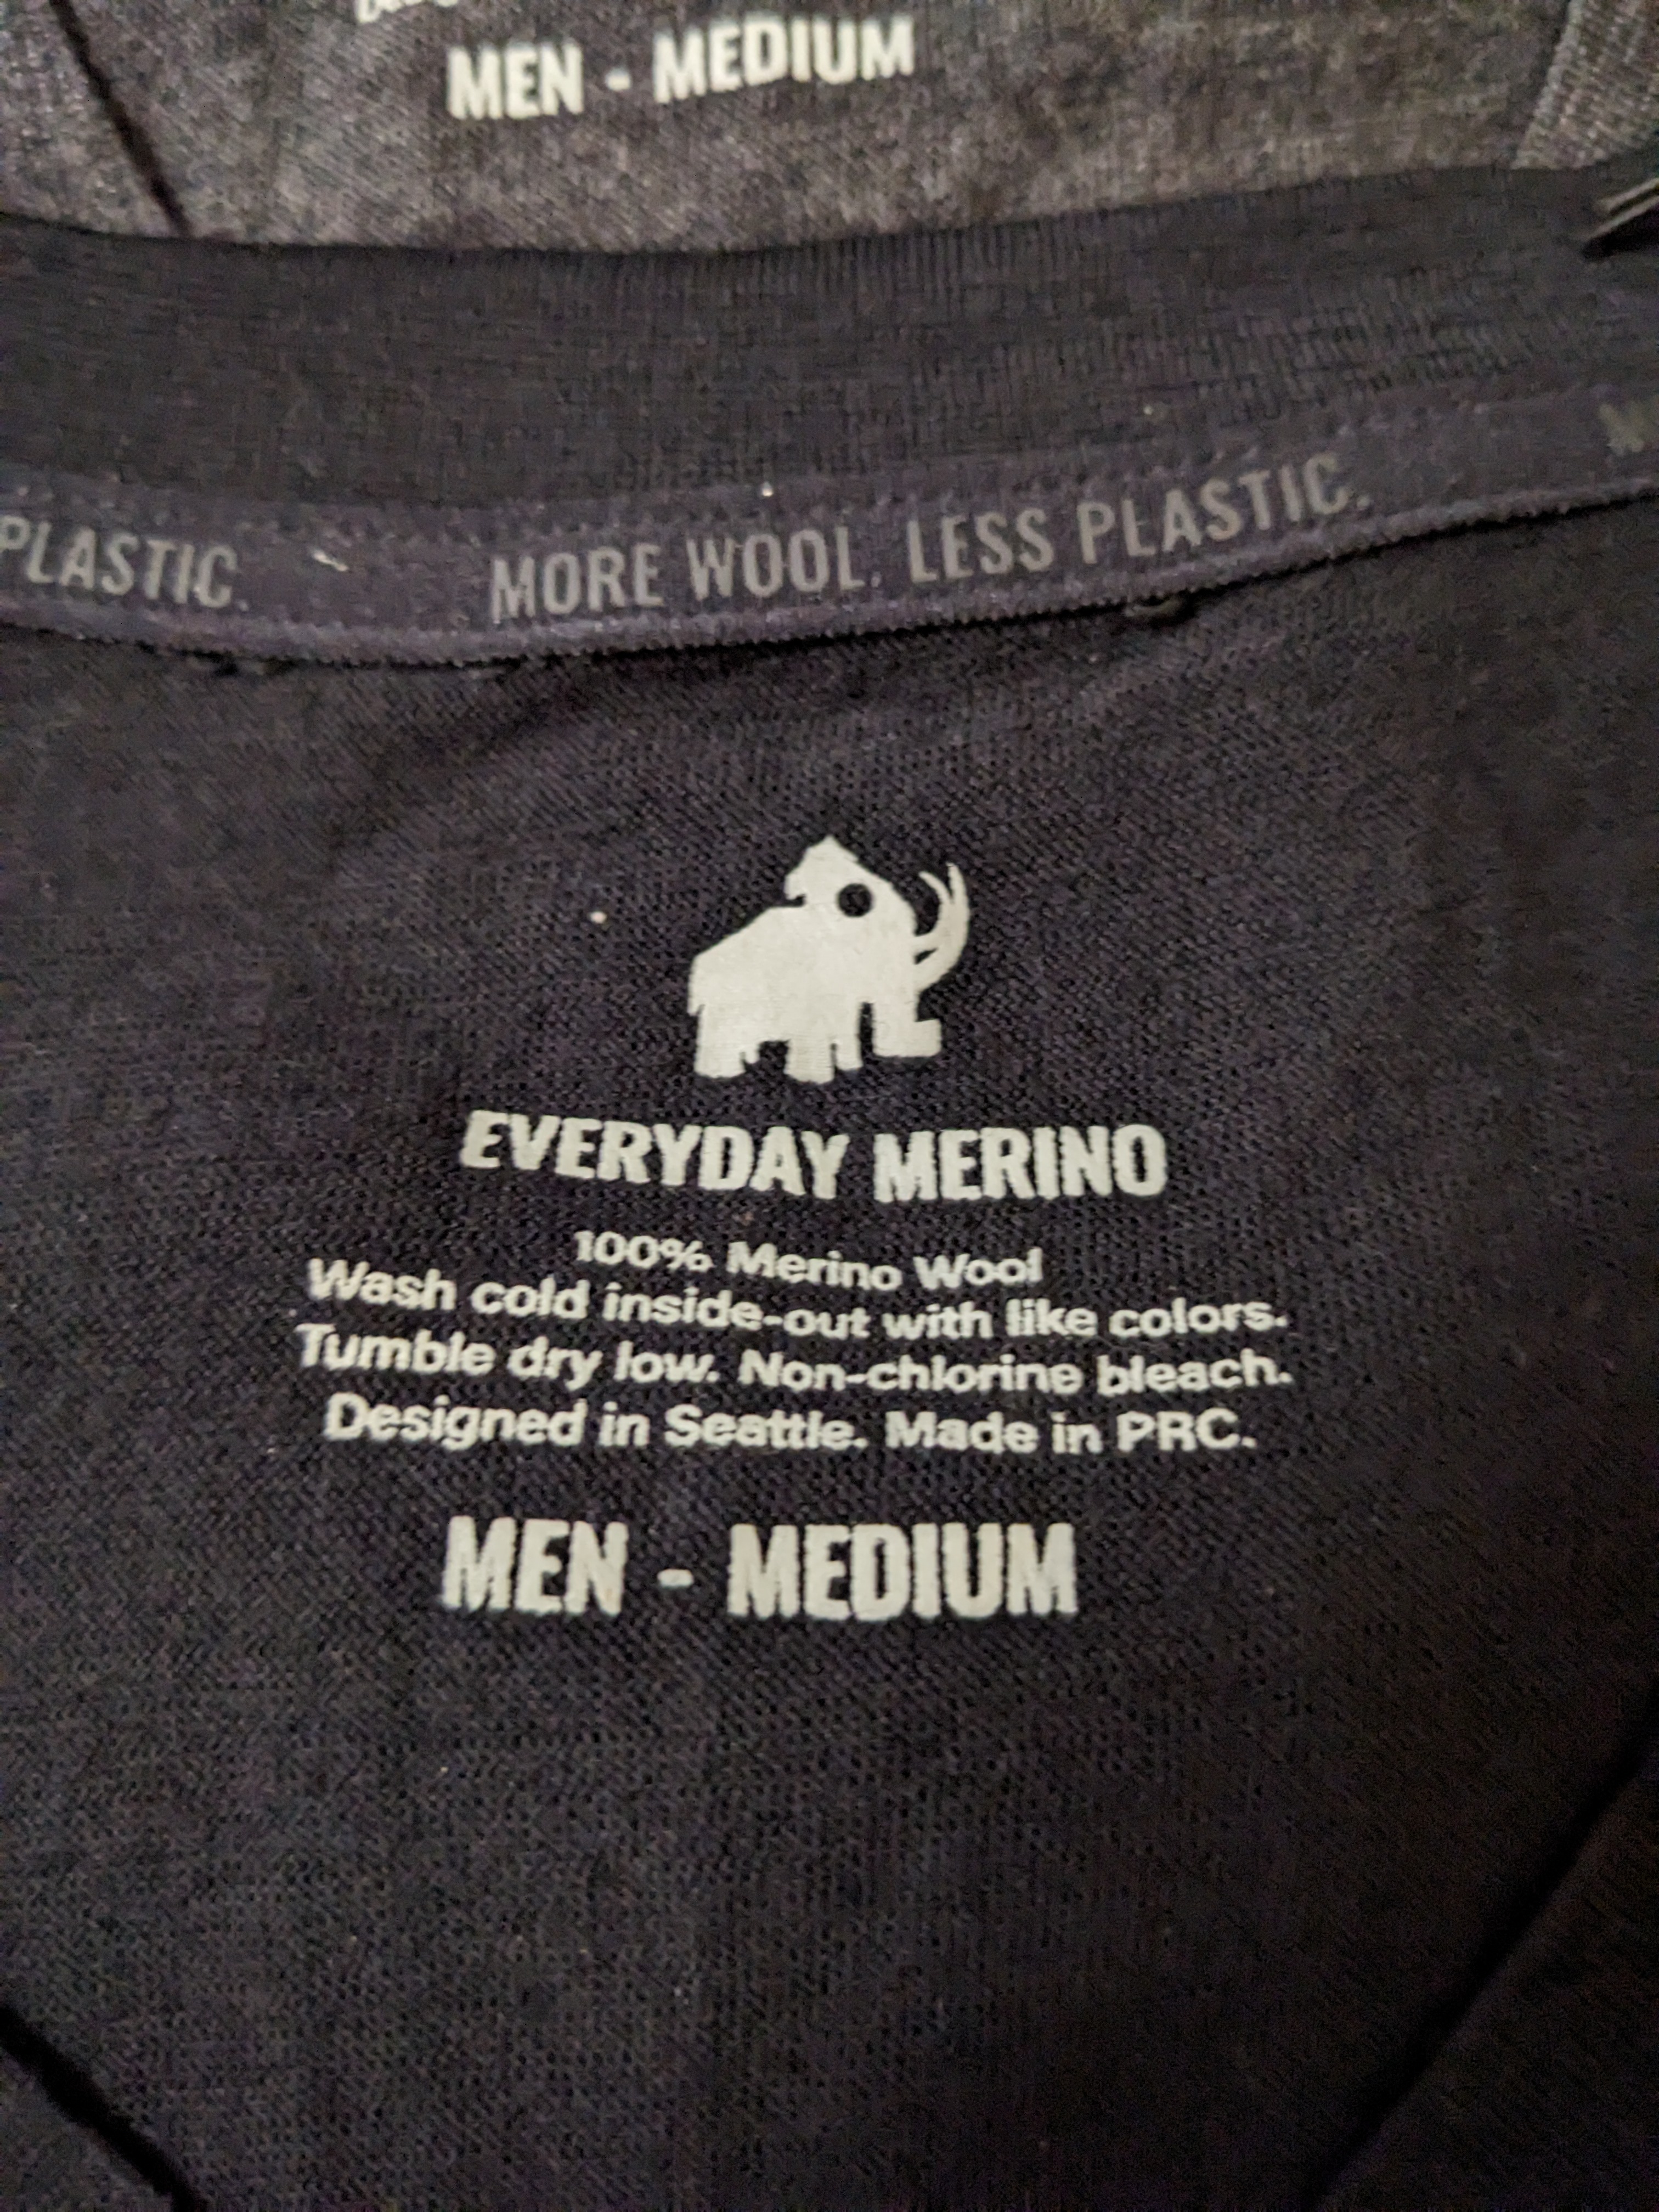 MEN - MEDIUM
PLASTIC.
MORE WOOL. LESS PLASTIC.
EVERYDAY MERINO
100% Merino Wool
Wash cold inside-out with like colors.
Tumble dry low. Non-chlorine bleach.
Designed in Seattle. Made in PRC.
MEN - MEDIUM